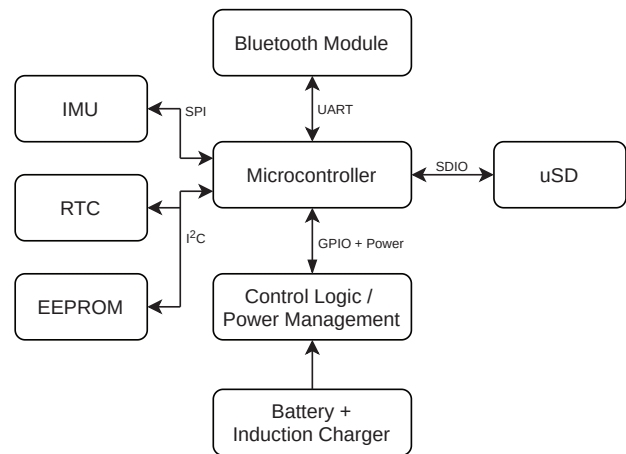 Bluetooth Module
IMU
SPI
UART
Microcontroller
SDIO
uSD
RTC
I²C
GPIO + Power
EEPROM
Control Logic /
Power Management
Battery +
Induction Charger